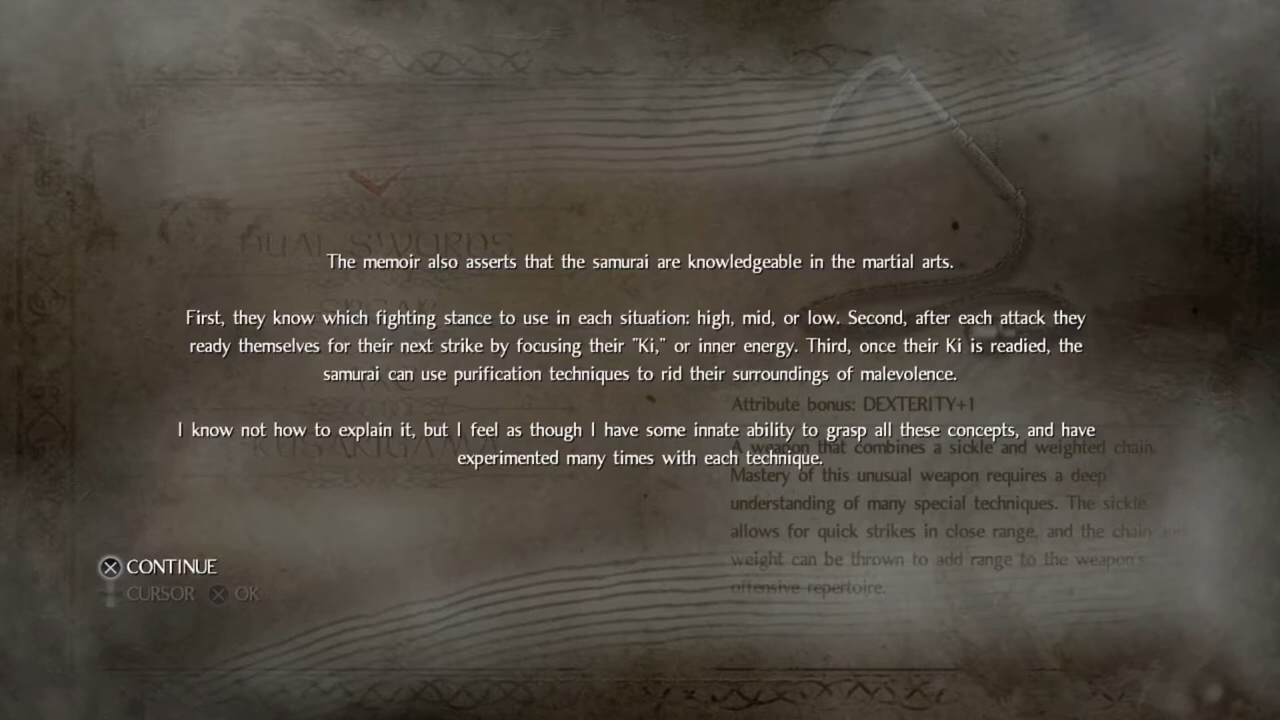 DUAL SWORDS
The memoir also asserts that the samurai are knowledgeable in the martial arts.
SPEAR
First, they know which fighting stance to use in each situation: high, mid, or low. Second, after each attack they
ready themselves for their next strike by focusing their "Ki," or inner energy. Third, once their Ki is readied, the
samurai can use purification techniques to rid their surroundings of malevolence.
Attribute bonus: DEXTERITY+1
I know not how to explain it, but I feel as though I have some innate ability to grasp all these concepts, and have
experimented many times with each technique.
KUSARIGAMA
A weapon that combines a sickle and weighted chain.
Mastery of this unusual weapon requires a deep
understanding of many special techniques. The sickle
allows for quick strikes in close range, and the chain and
weight can be thrown to add range to the weapon's
offensive repertoire.
CONTINUE
CURSOR OK